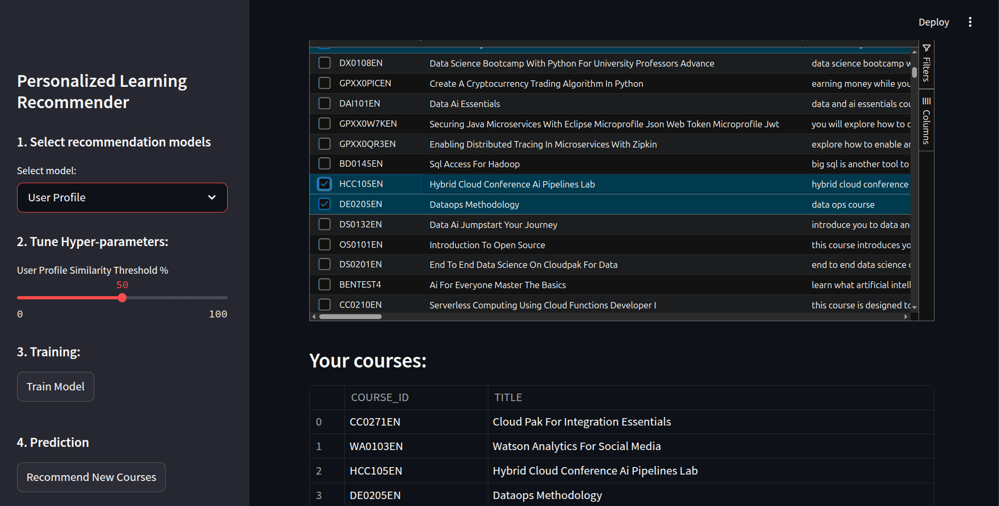 Deploy
Personalized Learning
Recommender
1. Select recommendation models
Select model:
User Profile
2. Tune Hyper-parameters:
User Profile Similarity Threshold %
50
0 100
3. Training:
Train Model
4. Prediction
Recommend New Courses
DX0108EN Data Science Bootcamp With Python For University Professors Advance data science bootcamp w
GPXX0PICEN Create A Cryptocurrency Trading Algorithm In Python earning money while you
DAI101EN Data Ai Essentials data and ai essentials cou
GPXX0W7KEN Securing Java Microservices With Eclipse Microprofile Json Web Token Microprofile Jwt you will explore how to c
GPXX0QR3EN Enabling Distributed Tracing In Microservices With Zipkin explore how to enable an
BD0145EN Sql Access For Hadoop big sql is another tool to
HCC105EN Hybrid Cloud Conference Ai Pipelines Lab hybrid cloud conference
DE0205EN Dataops Methodology data ops course
DS0132EN Data Ai Jumpstart Your Journey introduce you to data an
OS0101EN Introduction To Open Source this course introduces yo
DS0201EN End To End Data Science On Cloudpak For Data end to end data science
BENTEST4 Ai For Everyone Master The Basics learn what artificial intell
CC0210EN Serverless Computing Using Cloud Functions Developer I this course is designed to
Filters
Columns
Your courses:
COURSE_ID TITLE
0 CC0271EN Cloud Pak For Integration Essentials
1 WA0103EN Watson Analytics For Social Media
2 HCC105EN Hybrid Cloud Conference Ai Pipelines Lab
3 DE0205EN Dataops Methodology